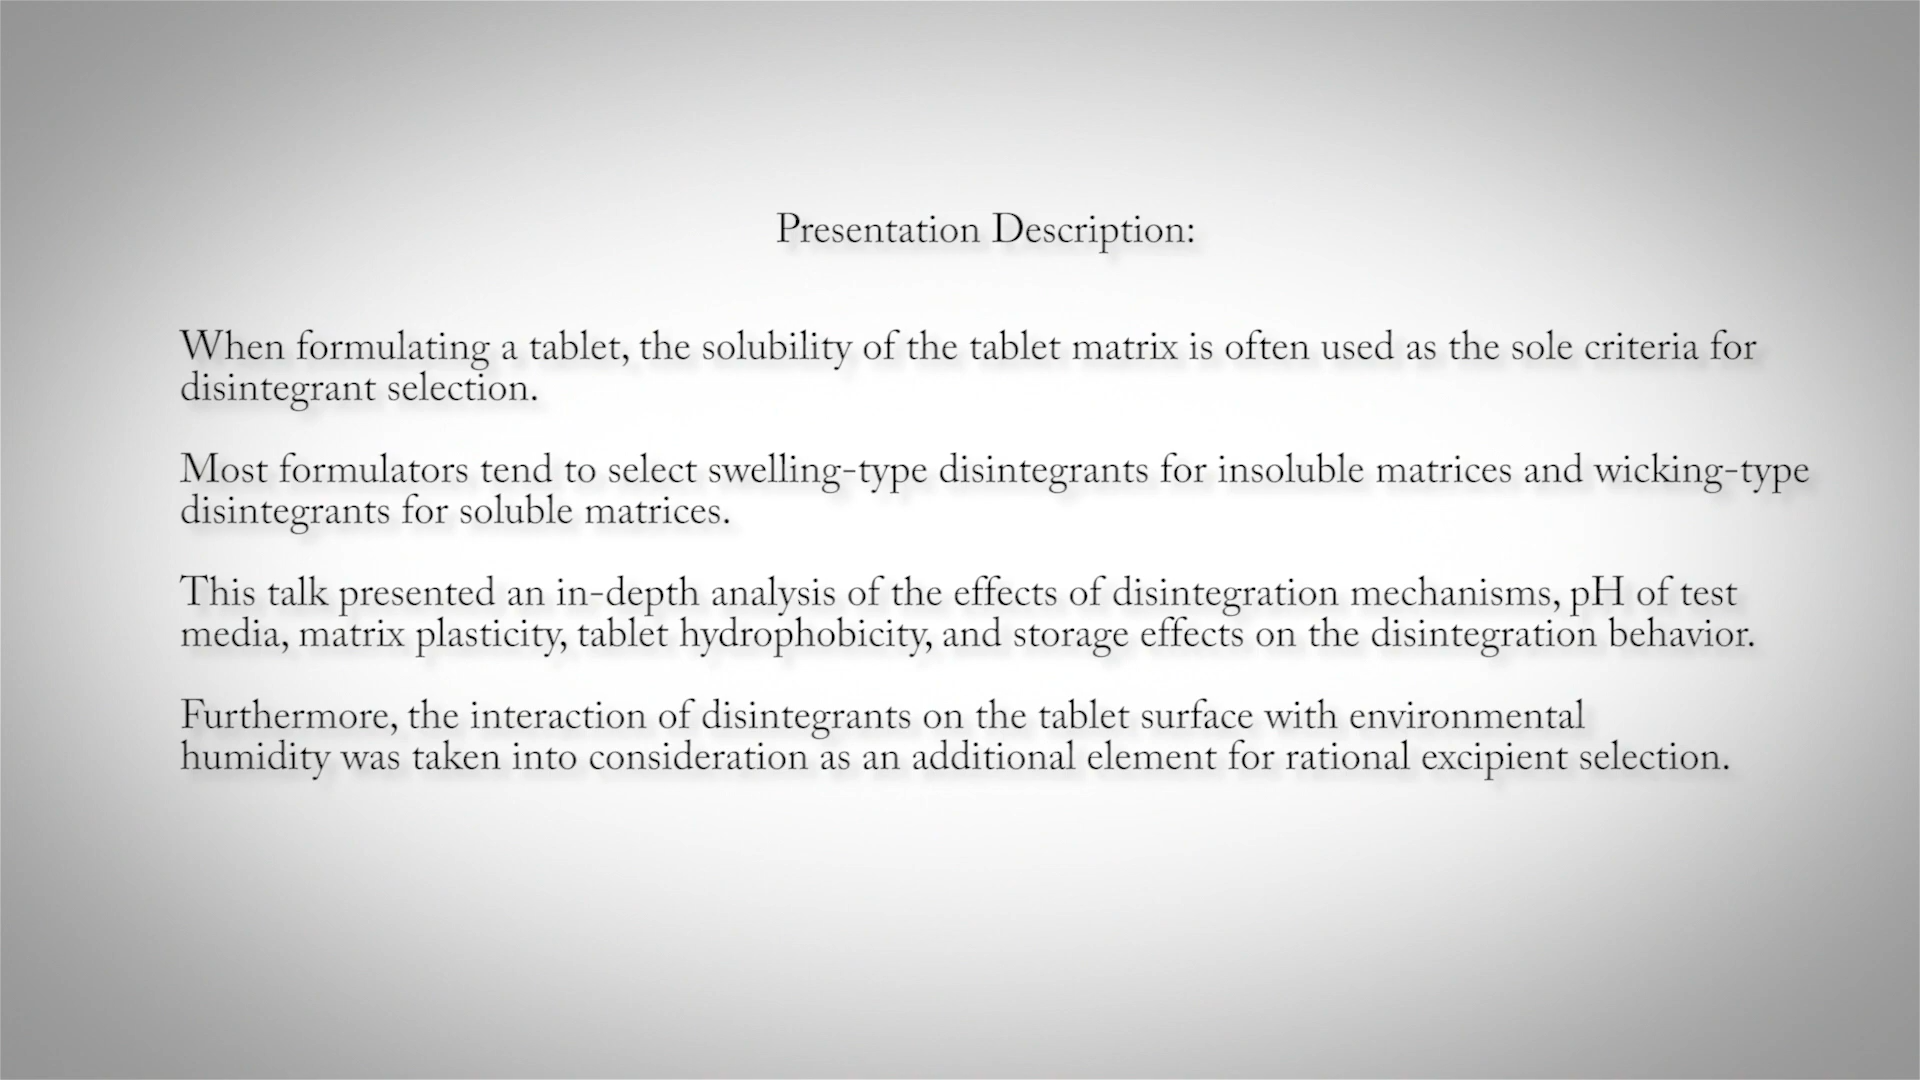 Presentation Description:
When formulating a tablet, the solubility of the tablet matrix is often used as the sole criteria for
disintegrant selection.
Most formulators tend to select swelling-type disintegrants for insoluble matrices and wicking-type
disintegrants for soluble matrices.
This talk presented an in-depth analysis of the effects of disintegration mechanisms, pH of test
media, matrix plasticity, tablet hydrophobicity, and storage effects on the disintegration behavior.
Furthermore, the interaction of disintegrants on the tablet surface with environmental
humidity was taken into consideration as an additional element for rational excipient selection.